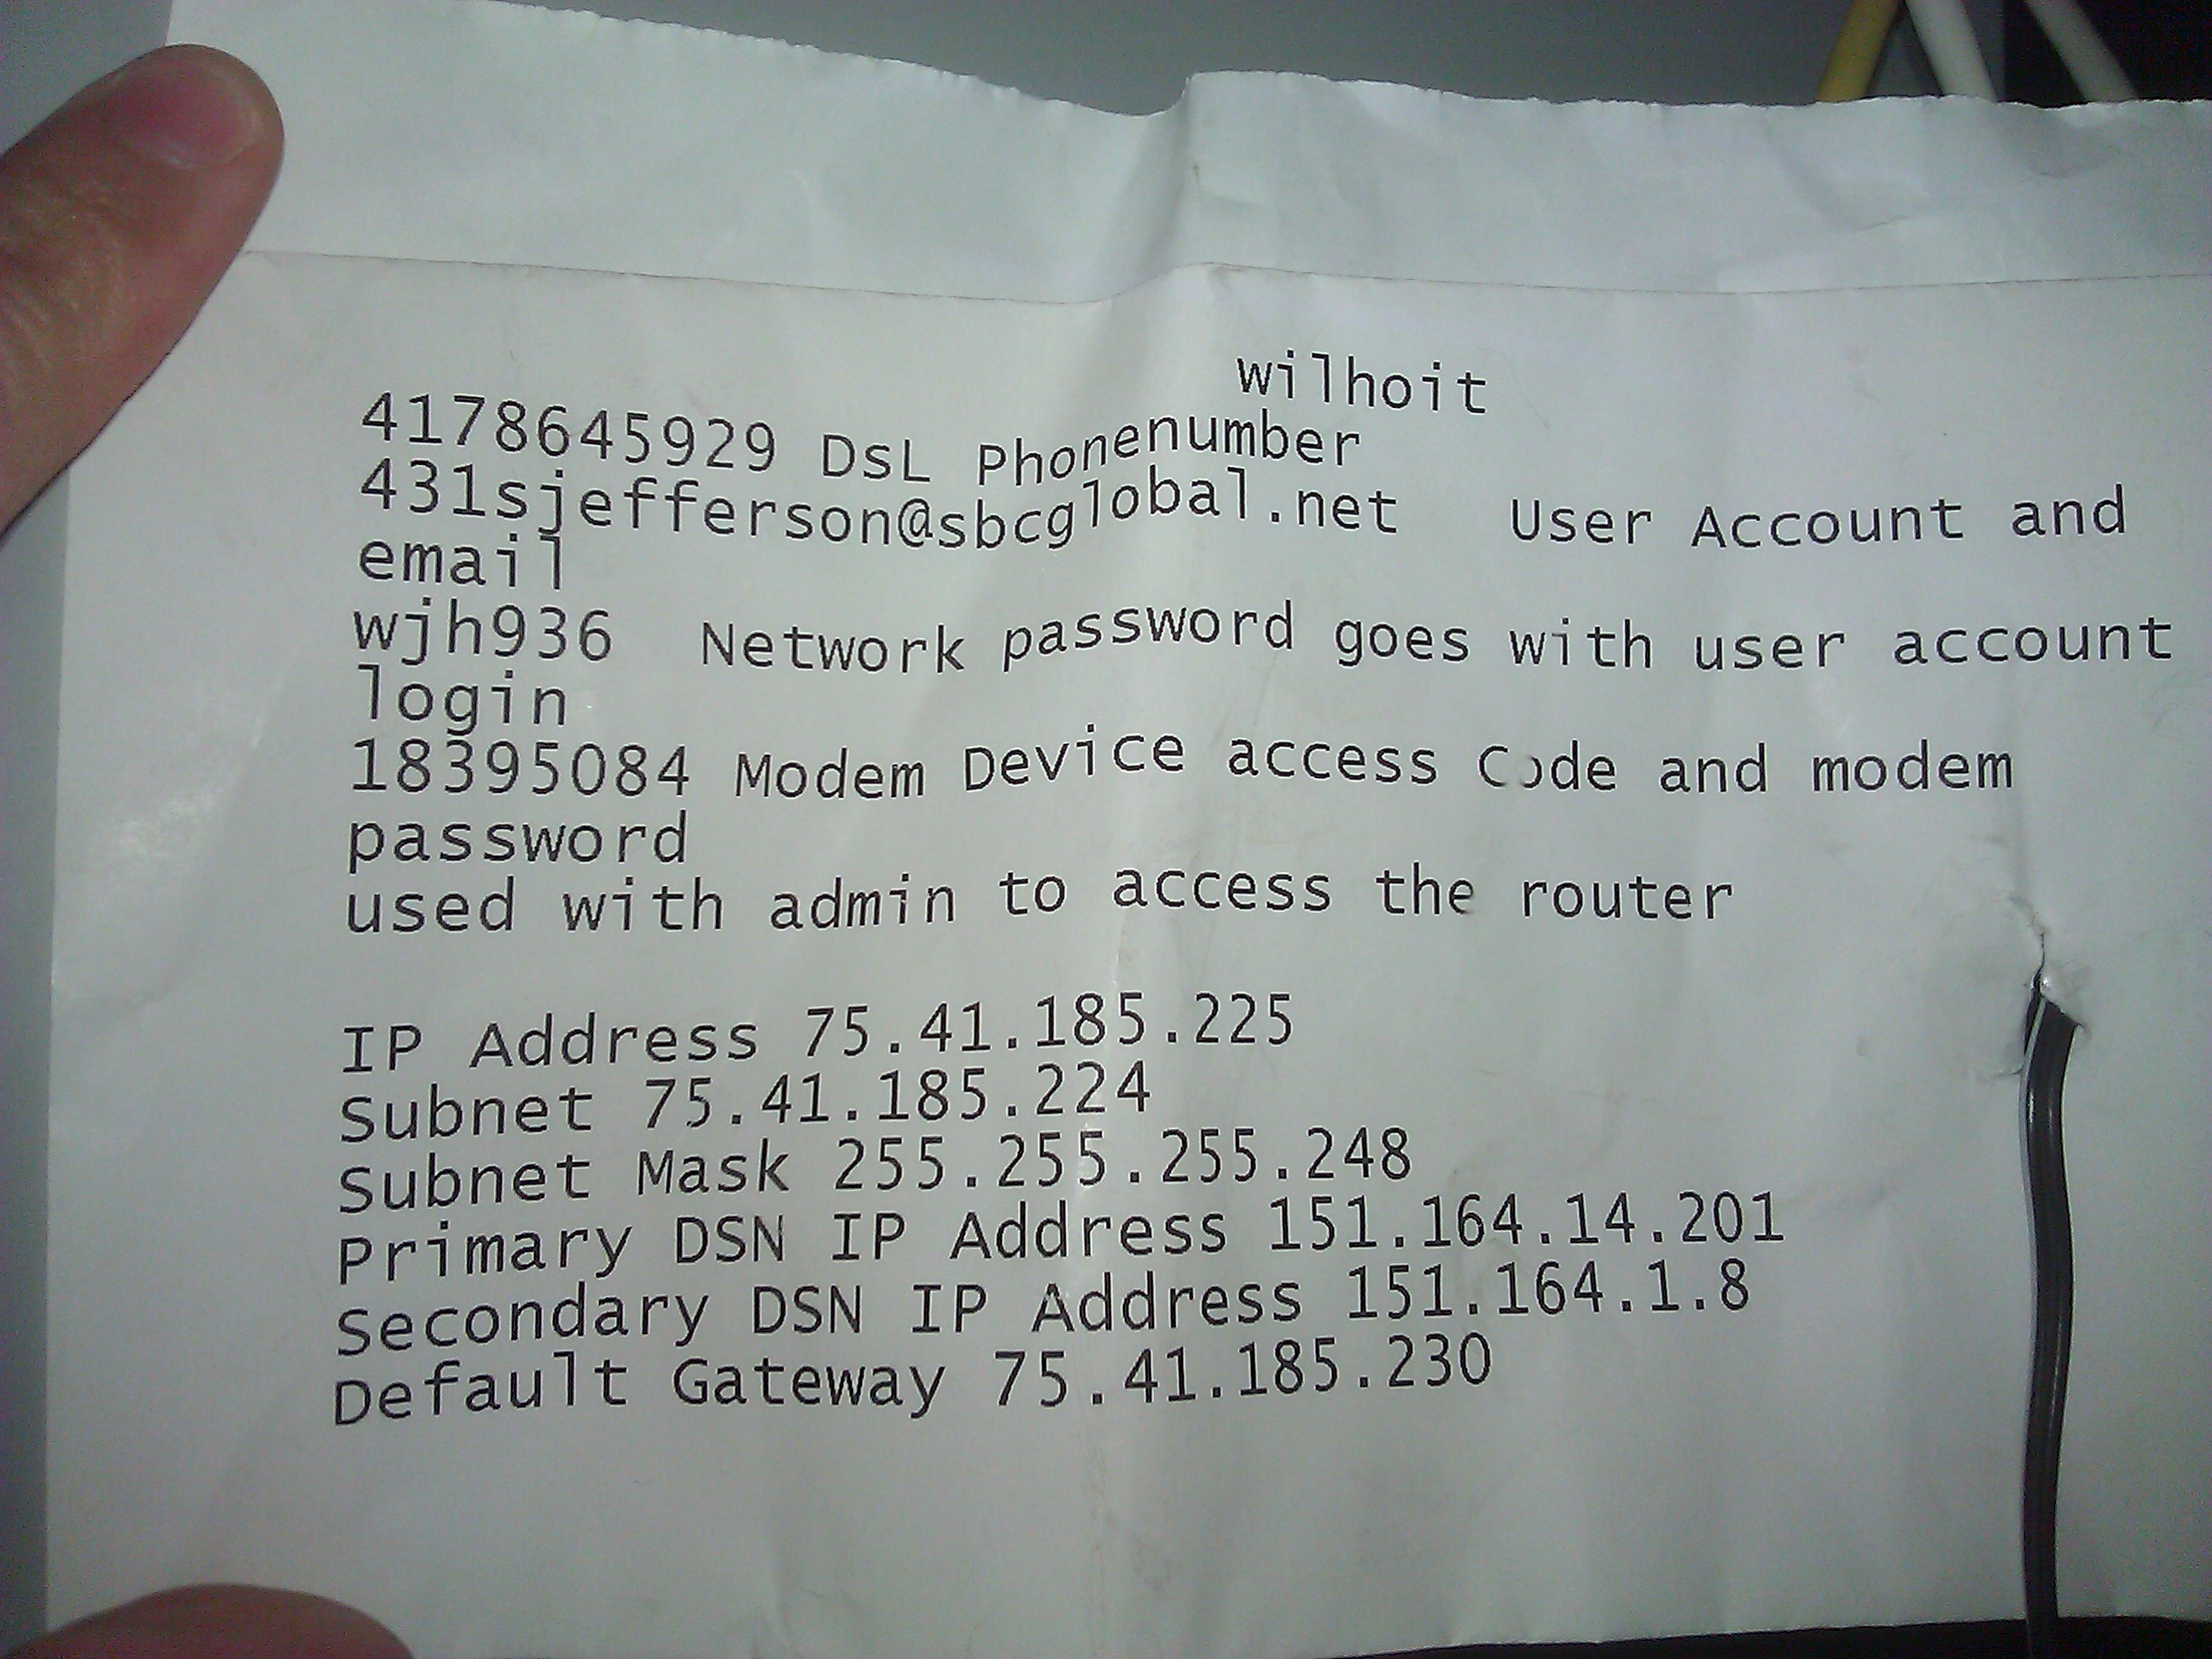 wilhoit
4178645929 DSL Phonenumber
431sjefferson@sbcglobal.net User Account and
email
wjh936 Network password goes with user account
login
18395084 Modem Device access Code and modem
password
used with admin to access the router
IP Address 75.41.185.225
Subnet 75.41.185.224
Subnet Mask 255.255.255.248
Primary DSN IP Address 151.164.14.201
Secondary DSN IP Address 151.164.1.8
Default Gateway 75.41.185.230